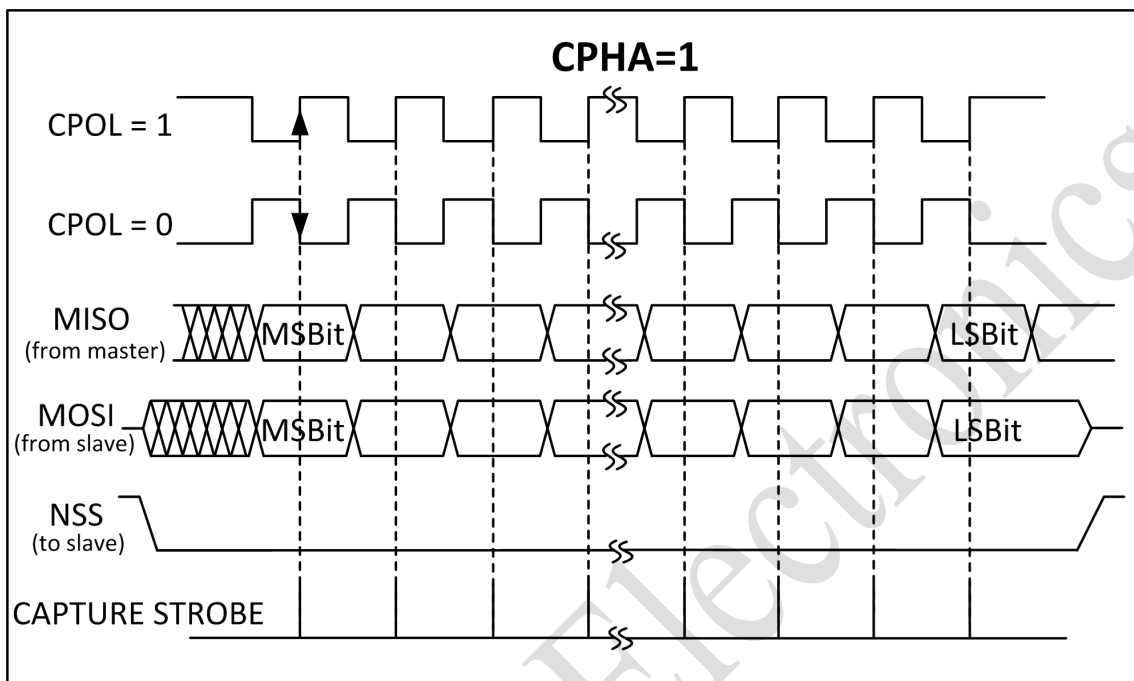 CPHA=1
CPOL = 1
CPOL = 0
MISO
(from master)
MSBit
LSBit
MOSI
(from slave)
MSBit
LSBit
NSS
(to slave)
CAPTURE STROBE
Electronics